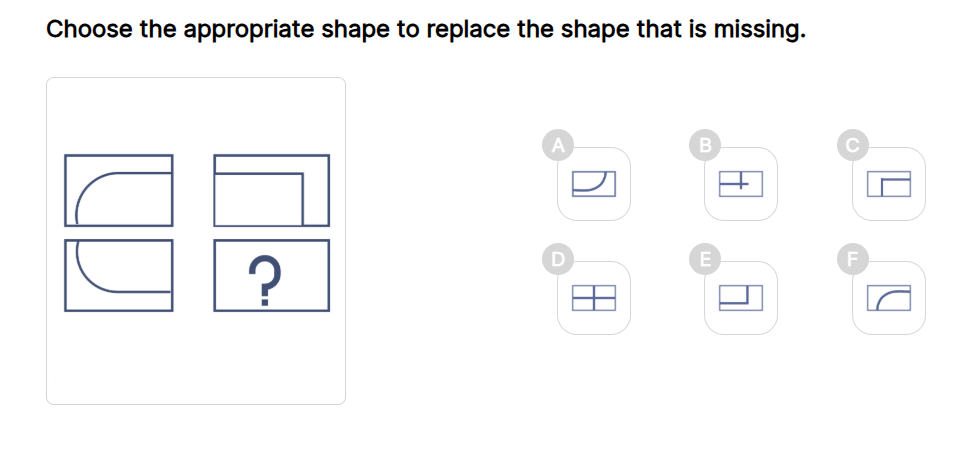 Choose the appropriate shape to replace the shape that is missing.
A
B
C
?
D
E
F